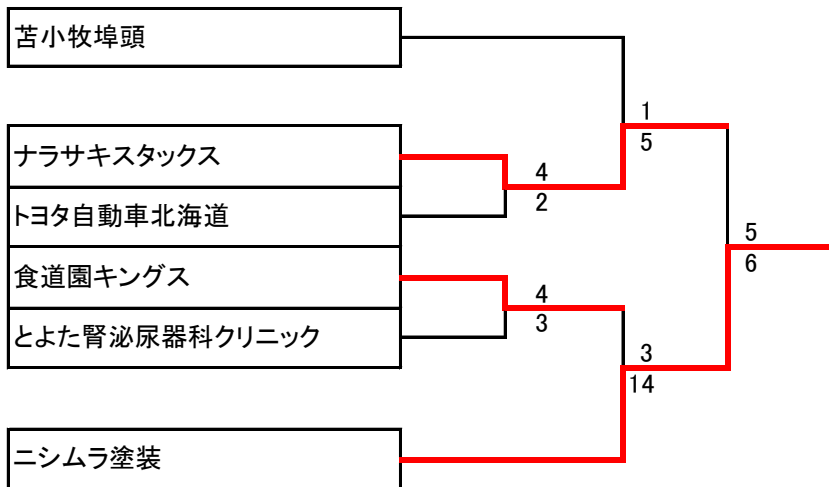 苫小牧埠頭
1
ナラサキスタックス
5
4
トヨタ自動車北海道
2
5
食道園キングス
6
4
とよた腎泌尿器科クリニック
3
3
14
ニシムラ塗装